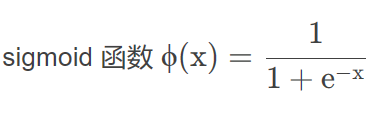 sigmoid 函数 ϕ(x) = 1 / (1 + e^{-x})